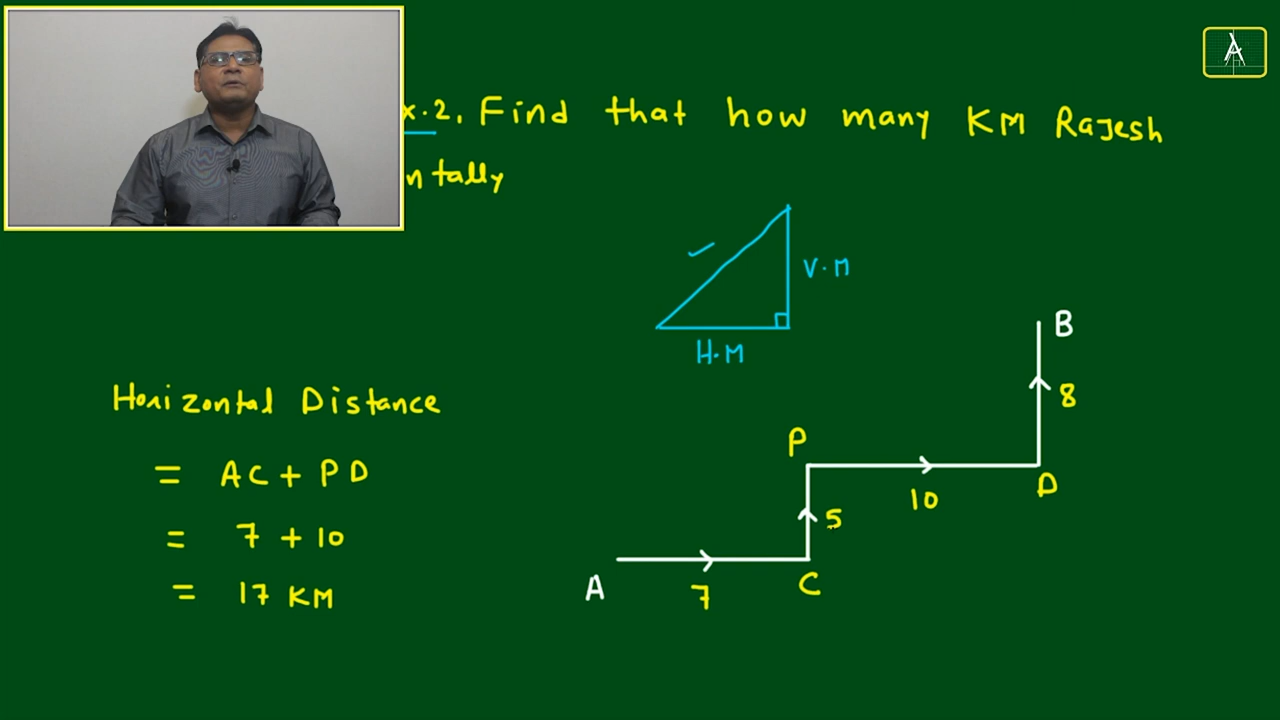 x.2. Find that how many KM Rajesh
ntally
V.M
H.M
B
8
Horizontal Distance
P
= AC + PD
D
10
5
= 7 + 10
A
7
C
= 17 KM